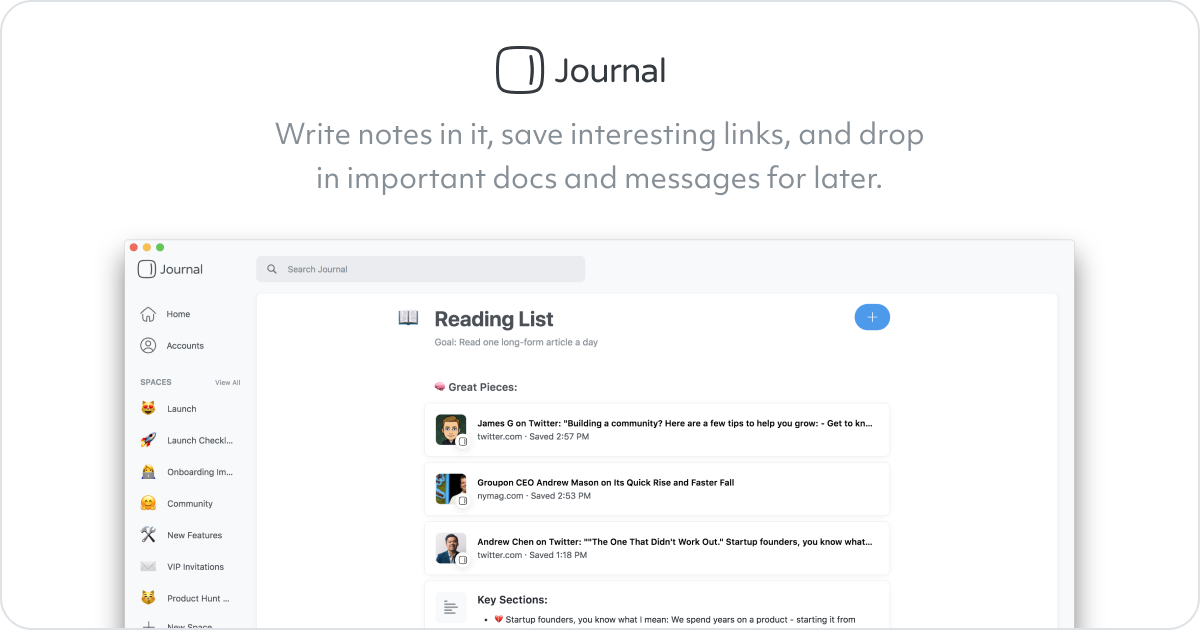 Journal
Write notes in it, save interesting links, and drop
in important docs and messages for later.
Journal
Search Journal
Home
Accounts
SPACES View All
Launch
Launch Checkl...
Onboarding Im...
Community
New Features
VIP Invitations
Product Hunt ...
New Space
Reading List
Goal: Read one long-form article a day
Great Pieces:
James G on Twitter: "Building a community? Here are a few tips to help you grow: - Get to kn...
twitter.com · Saved 2:57 PM
Groupon CEO Andrew Mason on Its Quick Rise and Faster Fall
nymag.com · Saved 2:53 PM
Andrew Chen on Twitter: ""The One That Didn't Work Out." Startup founders, you know what...
twitter.com · Saved 1:18 PM
Key Sections:
• 💔 Startup founders, you know what I mean: We spend years on a product - starting it from